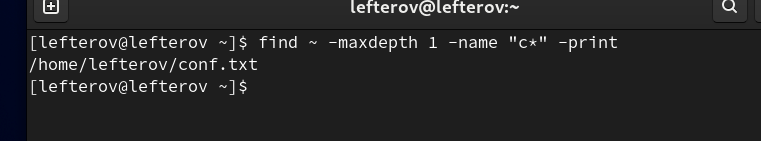 lefterov@lefterov:~
[lefterov@lefterov ~]$ find ~ -maxdepth 1 -name "c*" -print
/home/lefterov/conf.txt
[lefterov@lefterov ~]$